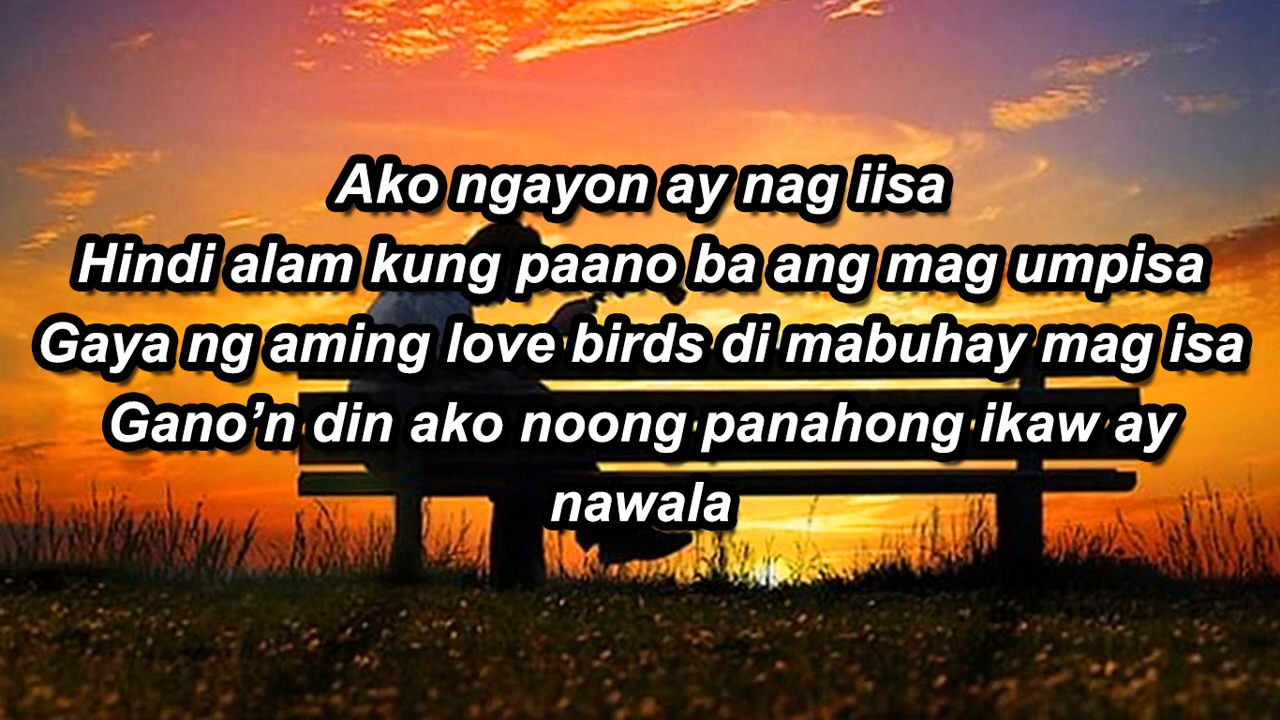 Ako ngayon ay nag iisa
Hindi alam kung paano ba ang mag umpisa
Gaya ng aming love birds di mabuhay mag isa
Gano’n din ako noong panahong ikaw ay
nawala